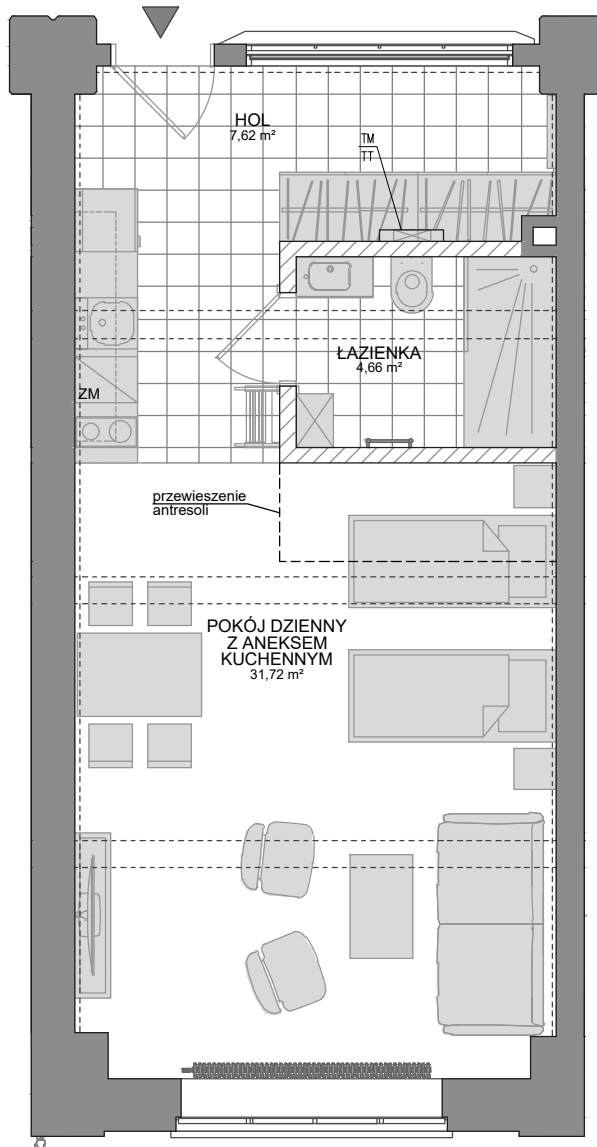 HOL
7,62 m²
TM
TT
ŁAZIENKA
4,66 m²
ZM
przewieszenie
antresoli
POKÓJ DZIENNY
Z ANEKSEM
KUCHENNYM
31,72 m²